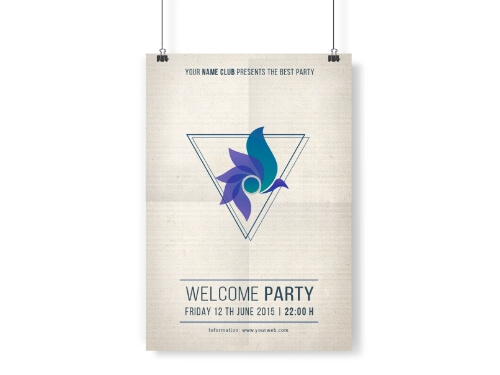 YOUR NAME CLUB PRESENTS THE BEST PARTY
WELCOME PARTY
FRIDAY 12 TH JUNE 2015 | 22:00 H
Information: www.yourweb.com